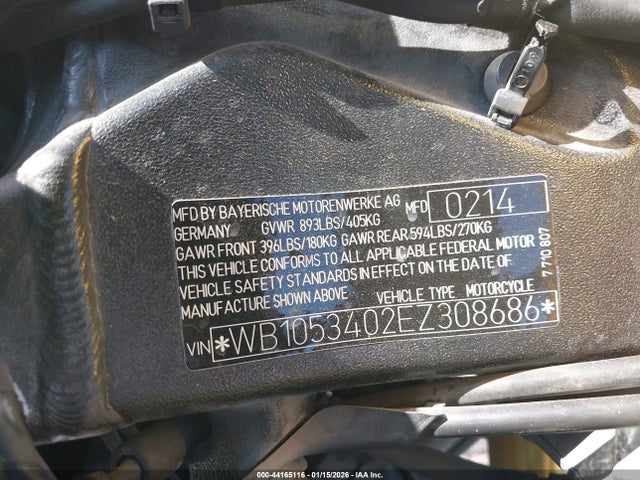 MFD BY BAYERISCHE MOTORENWERKE AG MFD 0214
GERMANY GVWR 893LBS/405KG
GAWR FRONT 396LBS/180KG GAWR REAR 594LBS/270KG
THIS VEHICLE CONFORMS TO ALL APPLICABLE FEDERAL MOTOR
VEHICLE SAFETY STANDARDS IN EFFECT ON THE DATE OF
MANUFACTURE SHOWN ABOVE VEHICLE TYPE MOTORCYCLE
VIN *WB1053402EZ308686*
7 710 807
000-44165116 - 01/15/2026 - IAA Inc.